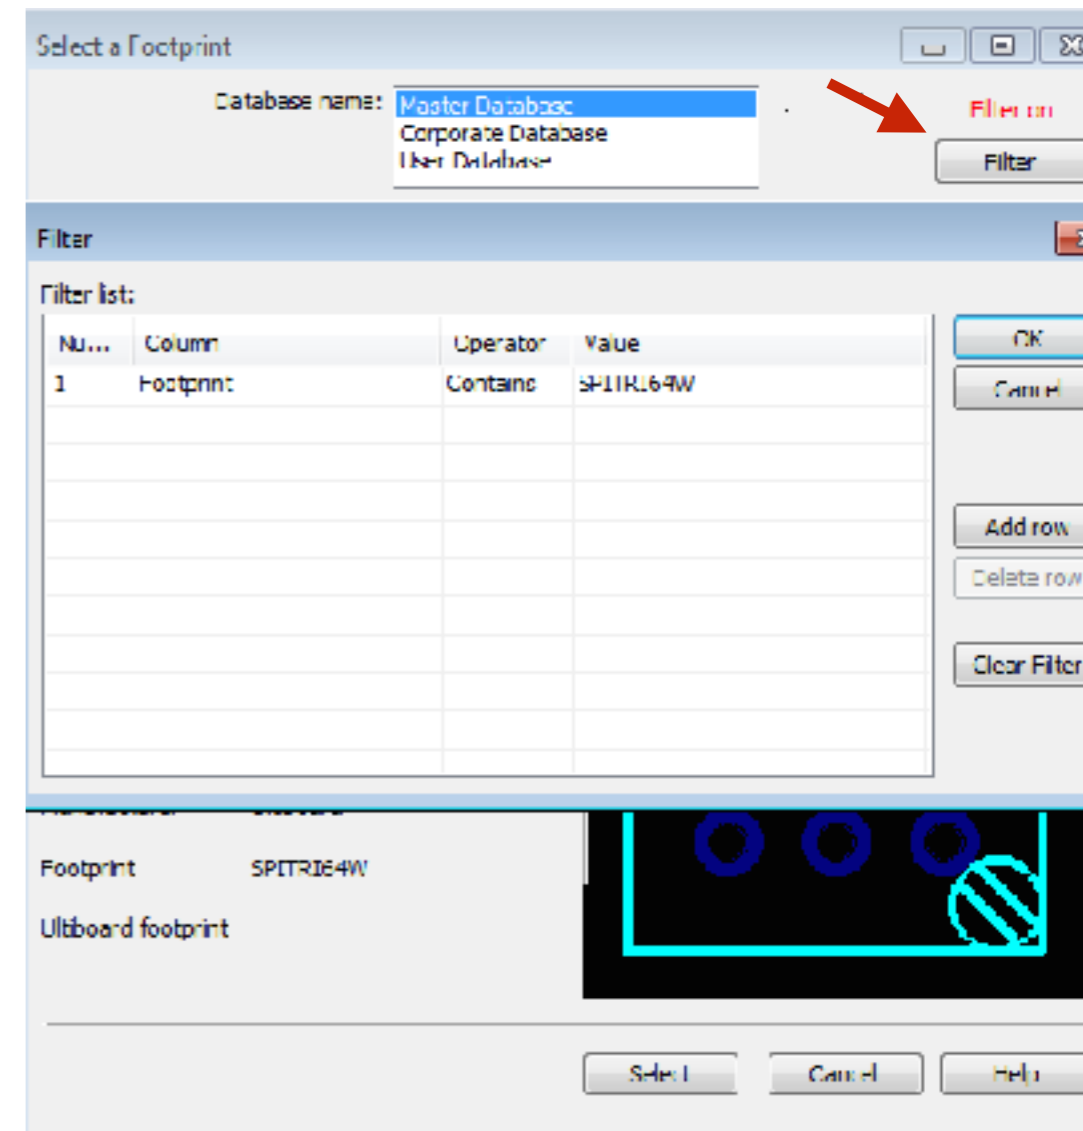 Select a Footprint
Database name:
Master Database
Corporate Database
User Database
Filter on
Filter
Filter
Filter list:
Nu... Column Operator Value
1 Footprint Contains SPITRI64W
OK
Cancel
Add row
Delete row
Clear Filter
Footprint SPITRI64W
Ultiboard footprint
Select Cancel Help